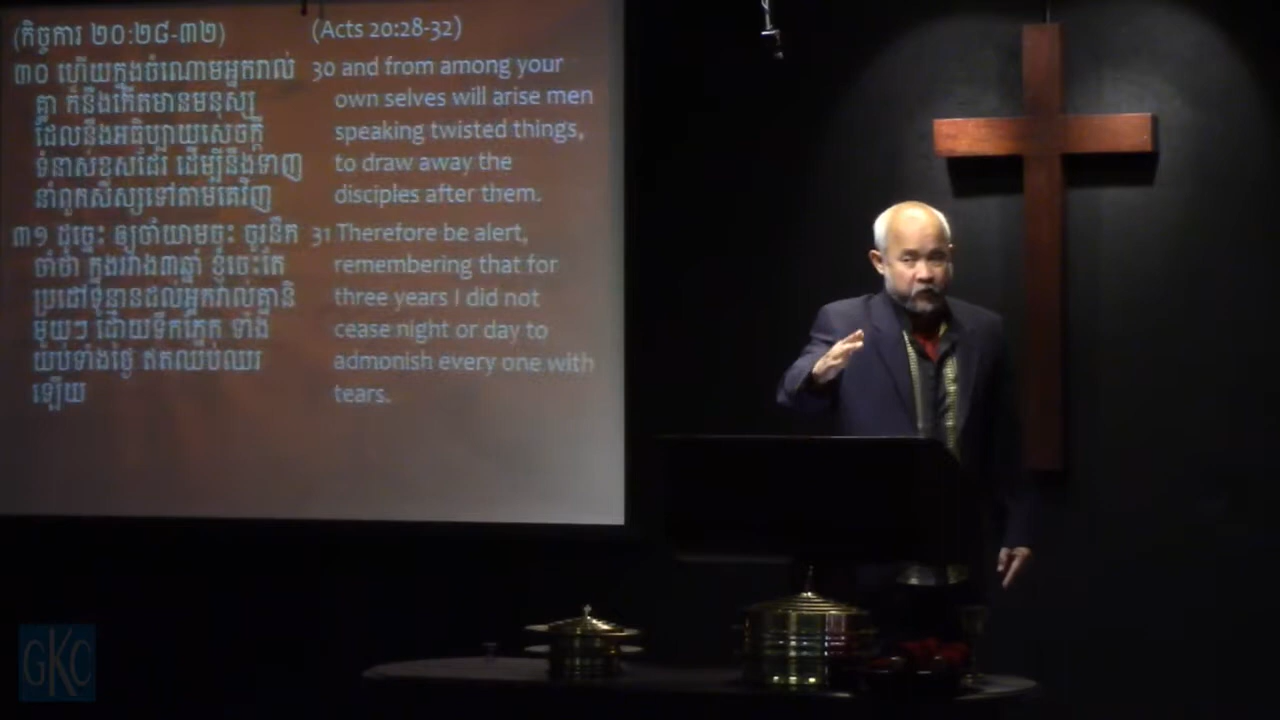 (កិច្ចការ ២០:២៨-៣២)
៣០ ហើយក្នុងចំណោមអ្នករាល់
គ្នា ក៏នឹងកើតមានមនុស្ស
ដែលនឹងអធិប្បាយសេចក្ដី
ទំនាស់ខុសដែរ ដើម្បីនឹងទាញ
នាំពួកសិស្សទៅតាមគេវិញ
៣១ ដូច្នេះ ឲ្យចាំយាមចុះ ចូរនឹក
ចាំថា ក្នុងរវាង៣ឆ្នាំ ខ្ញុំចេះតែ
ប្រដៅទូន្មានដល់អ្នករាល់គ្នានិ
មួយៗ ដោយទឹកភ្នែក ទាំង
យប់ទាំងថ្ងៃ ឥតឈប់ឈរ
ឡើយ
(Acts 20:28-32)
30 and from among your
own selves will arise men
speaking twisted things,
to draw away the
disciples after them.
31 Therefore be alert,
remembering that for
three years I did not
cease night or day to
admonish every one with
tears.
GKC